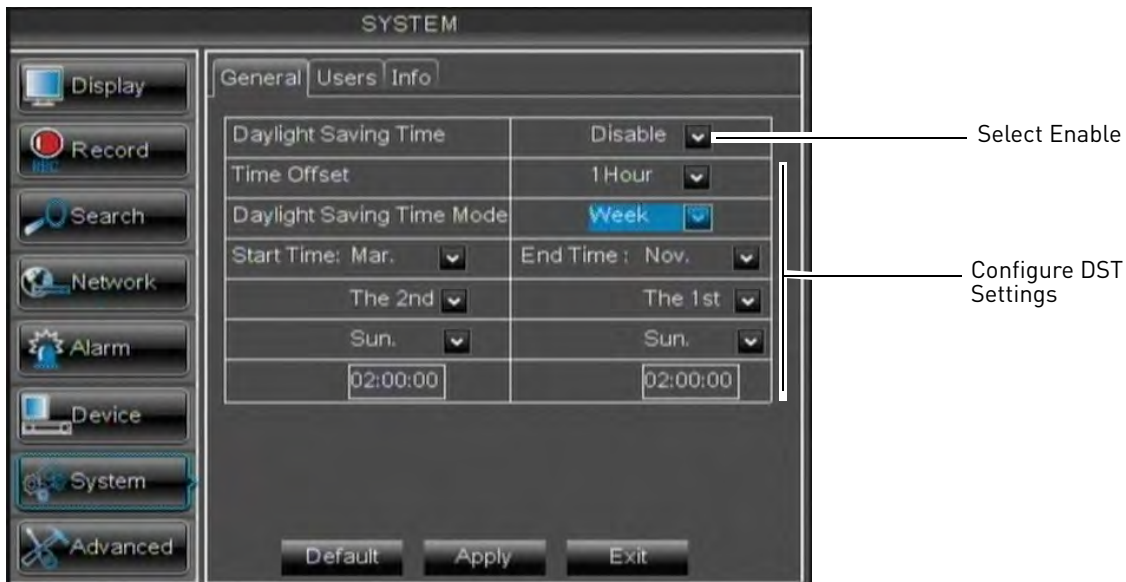 SYSTEM
Display
Record
REC
Search
Network
Alarm
Device
System
Advanced
General Users Info
Daylight Saving Time Disable
Time Offset 1Hour
Daylight Saving Time Mode Week
Start Time: Mar. End Time : Nov.
The 2nd The 1st
Sun. Sun.
02:00:00 02:00:00
Default Apply Exit
Select Enable
Configure DST
Settings